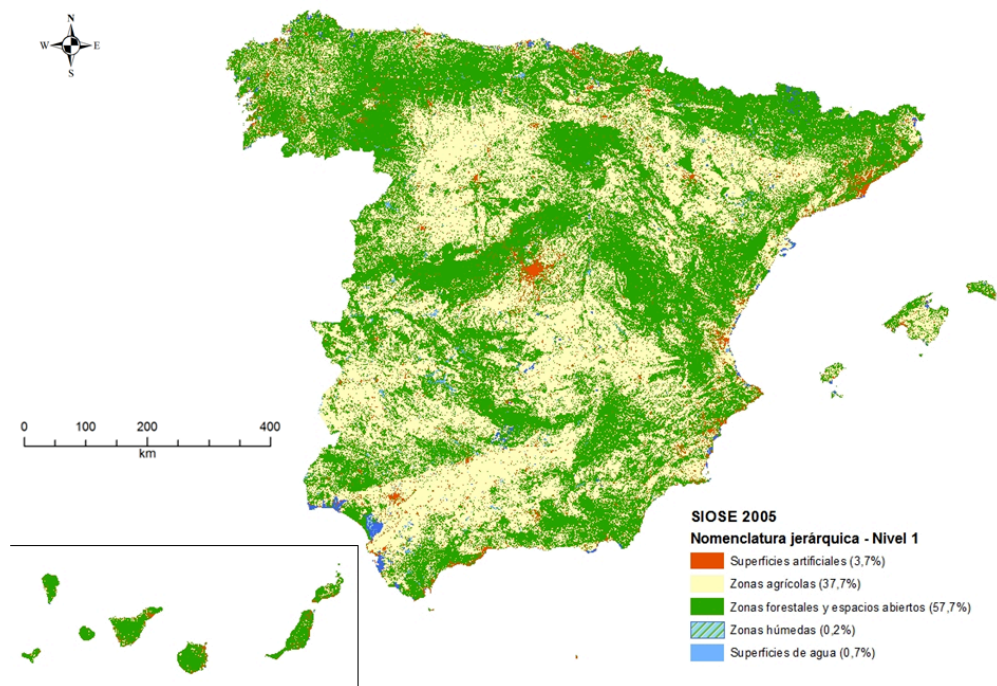 N
W E
S
0 100 200 400
km
SIOSE 2005
Nomenclatura jerárquica - Nivel 1
Superficies artificiales (3,7%)
Zonas agrícolas (37,7%)
Zonas forestales y espacios abiertos (57,7%)
Zonas húmedas (0,2%)
Superficies de agua (0,7%)